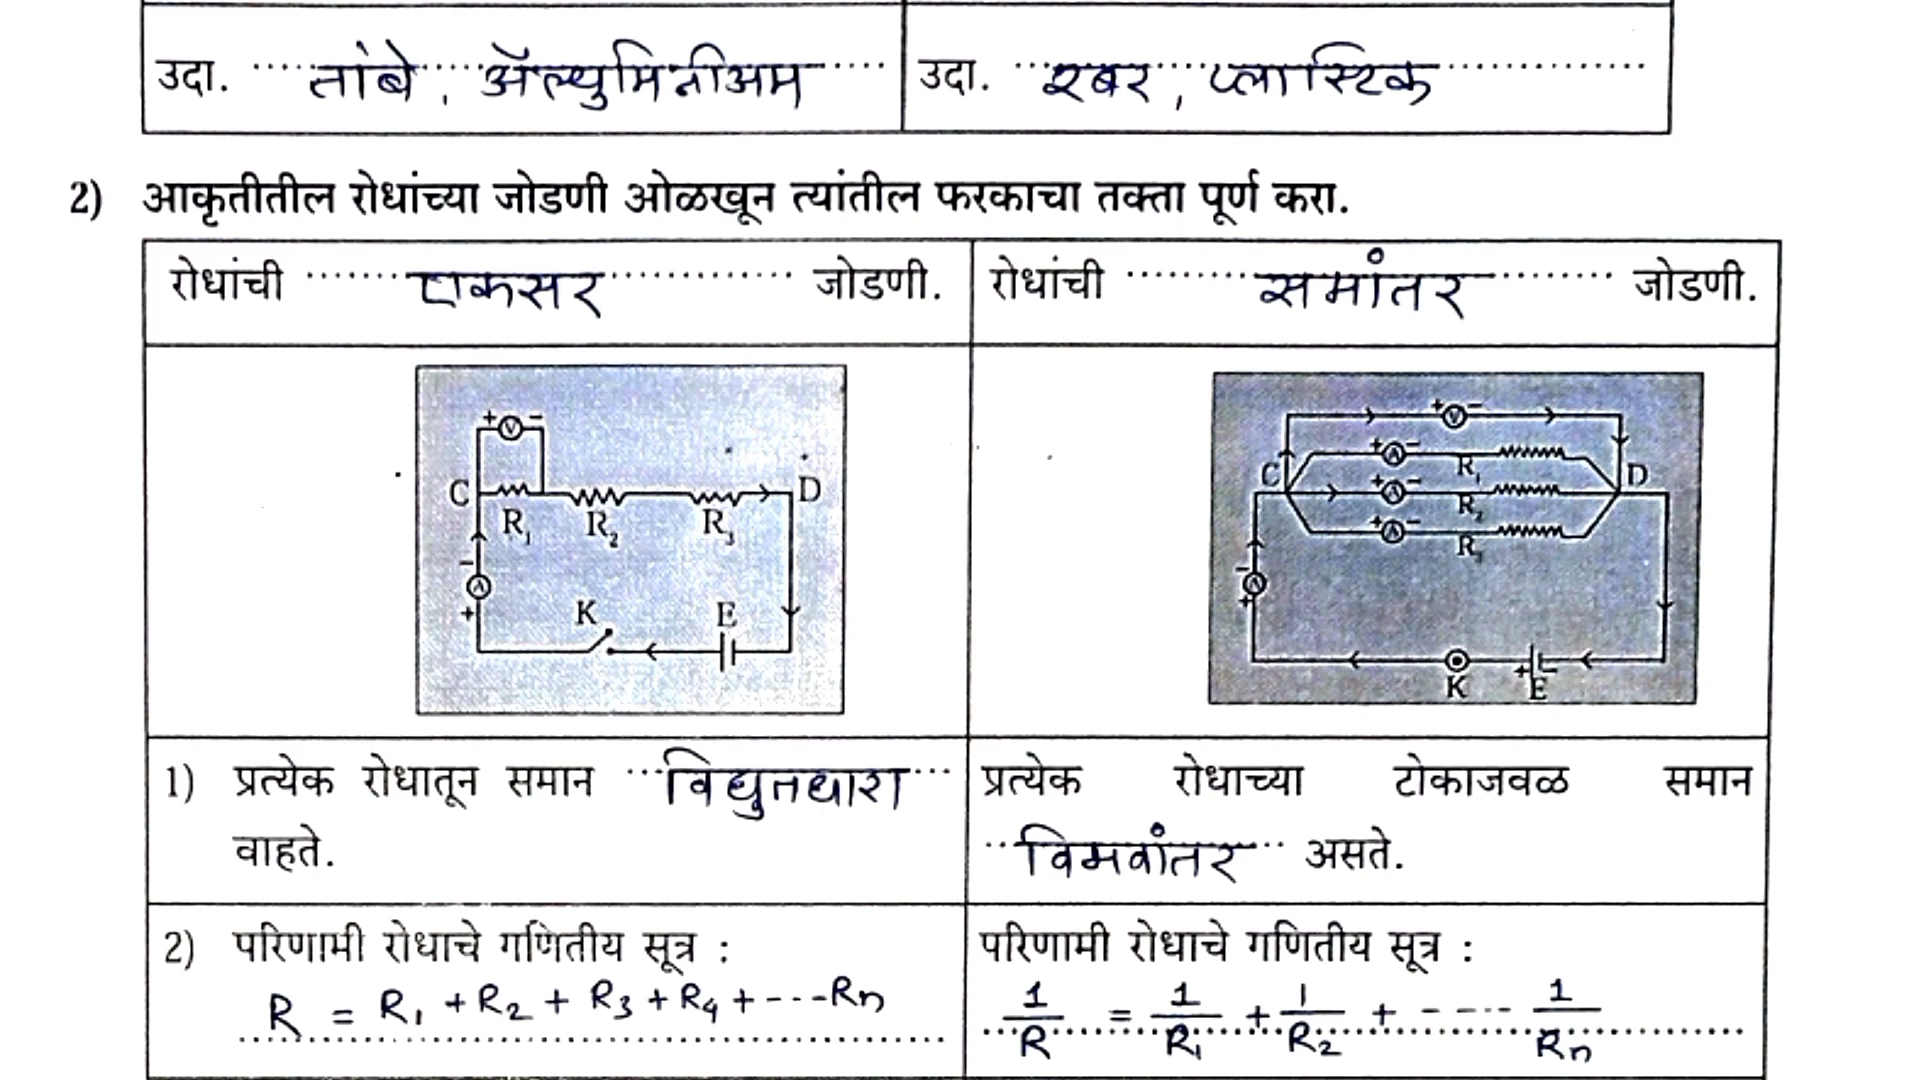 उदा. तांबे, ॲल्युमिनीअम
उदा. रबर, प्लास्टिक
2) आकृतीतील रोधांच्या जोडणी ओळखून त्यांतील फरकाचा तक्ता पूर्ण करा.
रोधांची एकसर जोडणी.
रोधांची समांतर जोडणी.
+ V -
C D
R₁ R₂ R₃
-
A
+
K E
+ V -
+ A -
R₁
C + A - D
R₂
+ A -
-
A
+
K + E
1) प्रत्येक रोधातून समान विद्युतधारा
वाहते.
प्रत्येक रोधाच्या टोकाजवळ समान
विभवांतर असते.
2) परिणामी रोधाचे गणितीय सूत्र :
R = R₁ + R₂ + R₃ + R₄ + ---Rn
परिणामी रोधाचे गणितीय सूत्र :
1/R = 1/R₁ + 1/R₂ + ---- 1/Rn